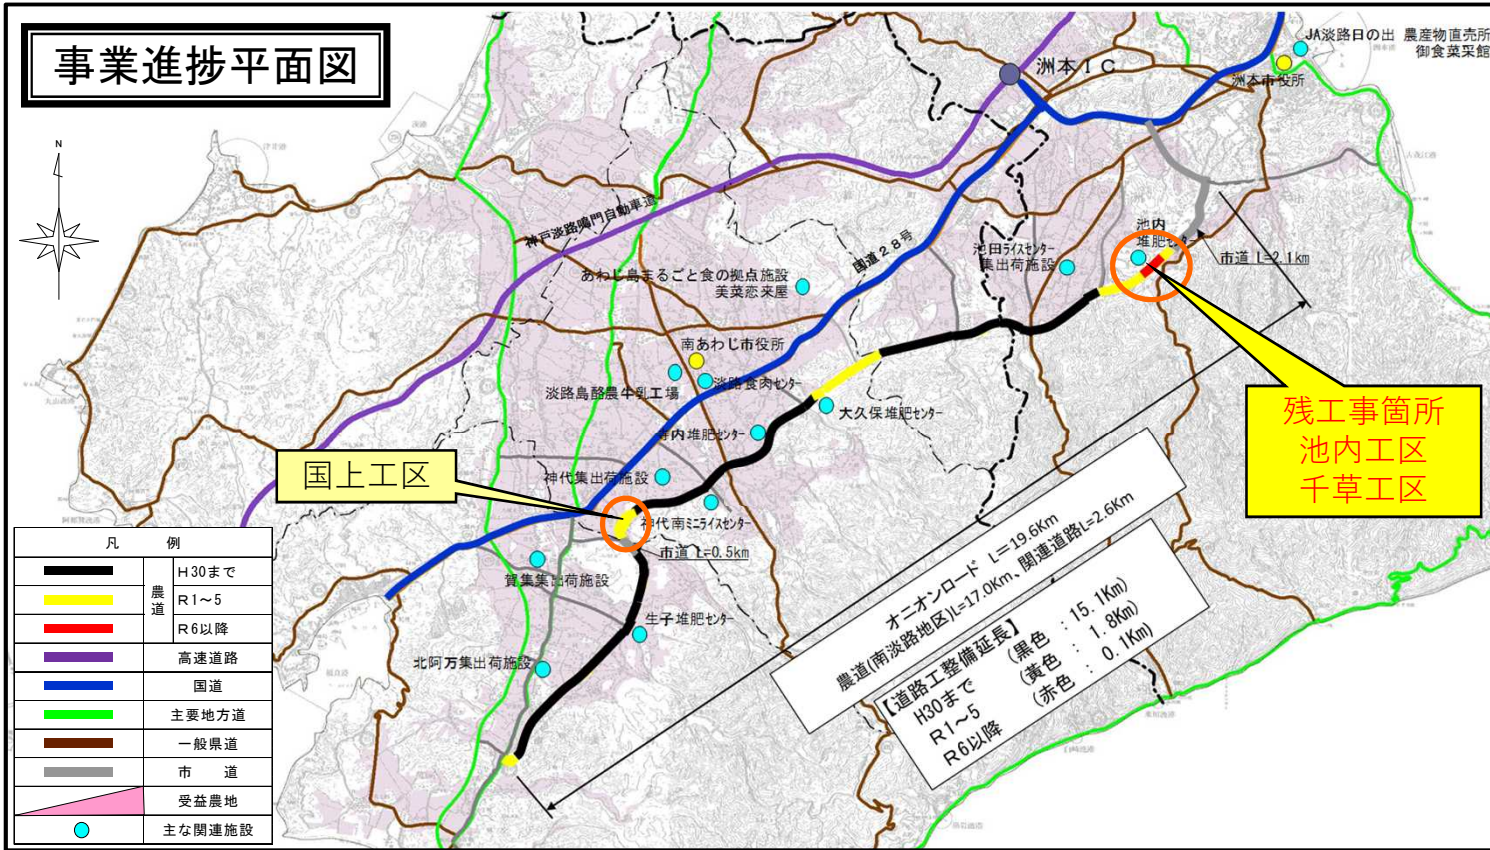 事業進捗平面図
N
JA淡路日の出 農産物直売所
御食菜采館
洲本市役所
洲本IC
神戸淡路鳴門自動車道
国道28号
池内
堆肥センター
市道 L=2.1km
池田ライスセンター
集出荷施設
あわじ島まるごと食の拠点施設
美菜恋来屋
南あわじ市役所
淡路島酪農牛乳工場
淡路食肉センター
大久保堆肥センター
寺内堆肥センター
残工事箇所
池内工区
千草工区
国上工区
神代集出荷施設
神代南ミニライスセンター
市道 L=0.5km
賀集集出荷施設
生子堆肥センター
北阿万集出荷施設
オニオンロード L=19.6Km
農道(南淡路地区)L=17.0Km、関連道路L=2.6Km
【道路工整備延長】
H30まで (黒色 : 15.1Km)
R1～5 (黄色 : 1.8Km)
R6以降 (赤色 : 0.1Km)
凡 例
農道
H30まで
R1～5
R6以降
高速道路
国道
主要地方道
一般県道
市 道
受益農地
主な関連施設